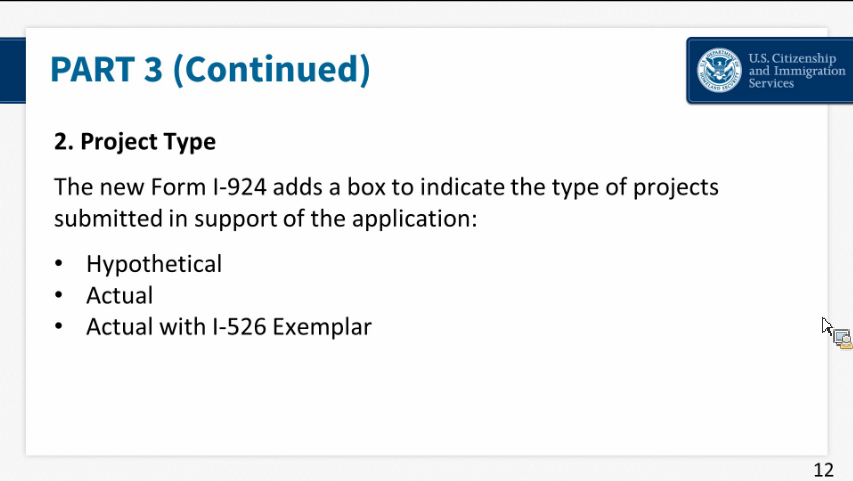 PART 3 (Continued)
U.S. Citizenship
and Immigration
Services
2. Project Type
The new Form I-924 adds a box to indicate the type of projects
submitted in support of the application:
• Hypothetical
• Actual
• Actual with I-526 Exemplar
12